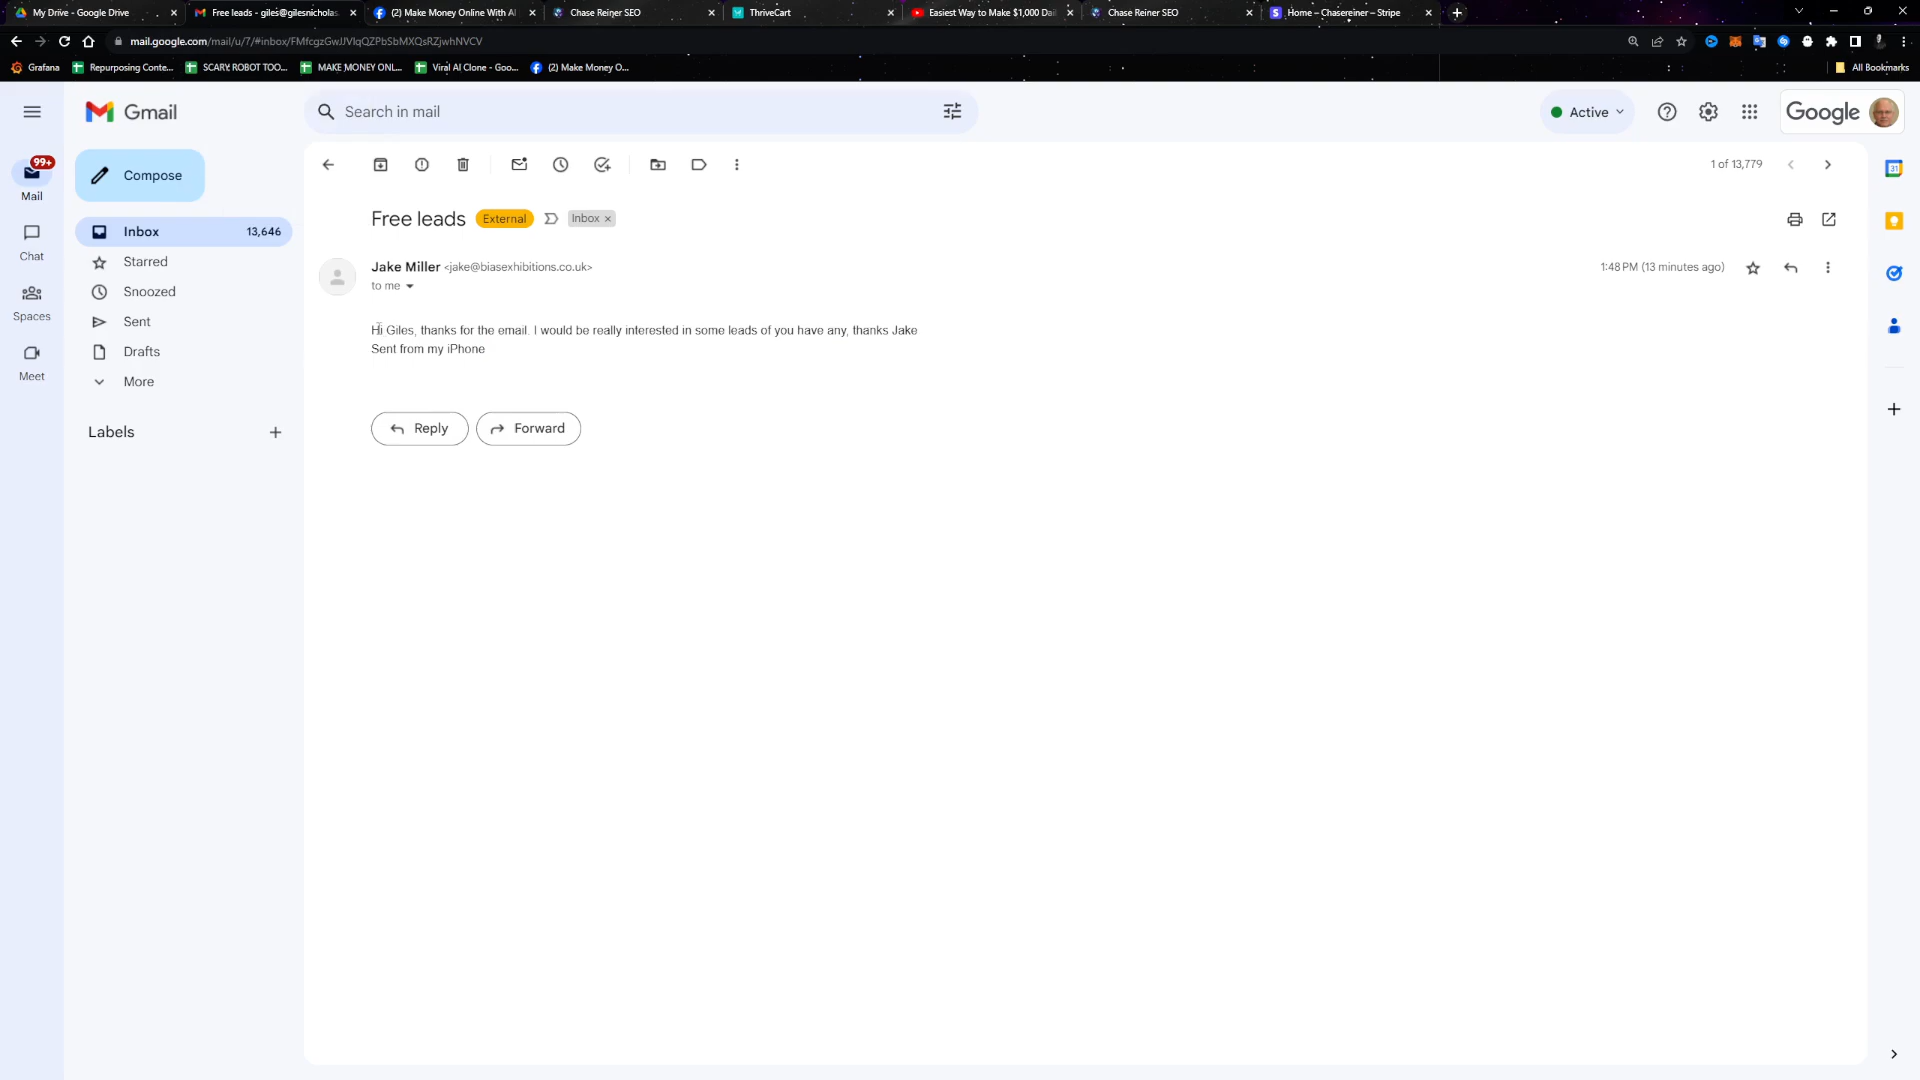 My Drive - Google Drive
Free leads - giles@gilesnicholas.
(2) Make Money Online With AI
Chase Reiner SEO
ThriveCart
Easiest Way to Make $1,000 Dail
Chase Reiner SEO
Home – Chasereiner – Stripe
mail.google.com/mail/u/7/#inbox/FMfcgzGwJJVlqQZPbSbMXQsRZjwhNVCV
Grafana
Repurposing Conte...
SCARY ROBOT TOO...
MAKE MONEY ONL...
Viral AI Clone - Goo...
(2) Make Money O...
All Bookmarks
Gmail
Search in mail
Active
Google
99+
Mail
Compose
1 of 13,779
31
Inbox 13,646
Free leads External Inbox ×
Chat
Starred
Jake Miller <jake@biasexhibitions.co.uk>
1:48 PM (13 minutes ago)
to me
Snoozed
Spaces
Sent
Hi Giles, thanks for the email. I would be really interested in some leads of you have any, thanks Jake
Sent from my iPhone
Drafts
Meet
More
Labels
Reply
Forward